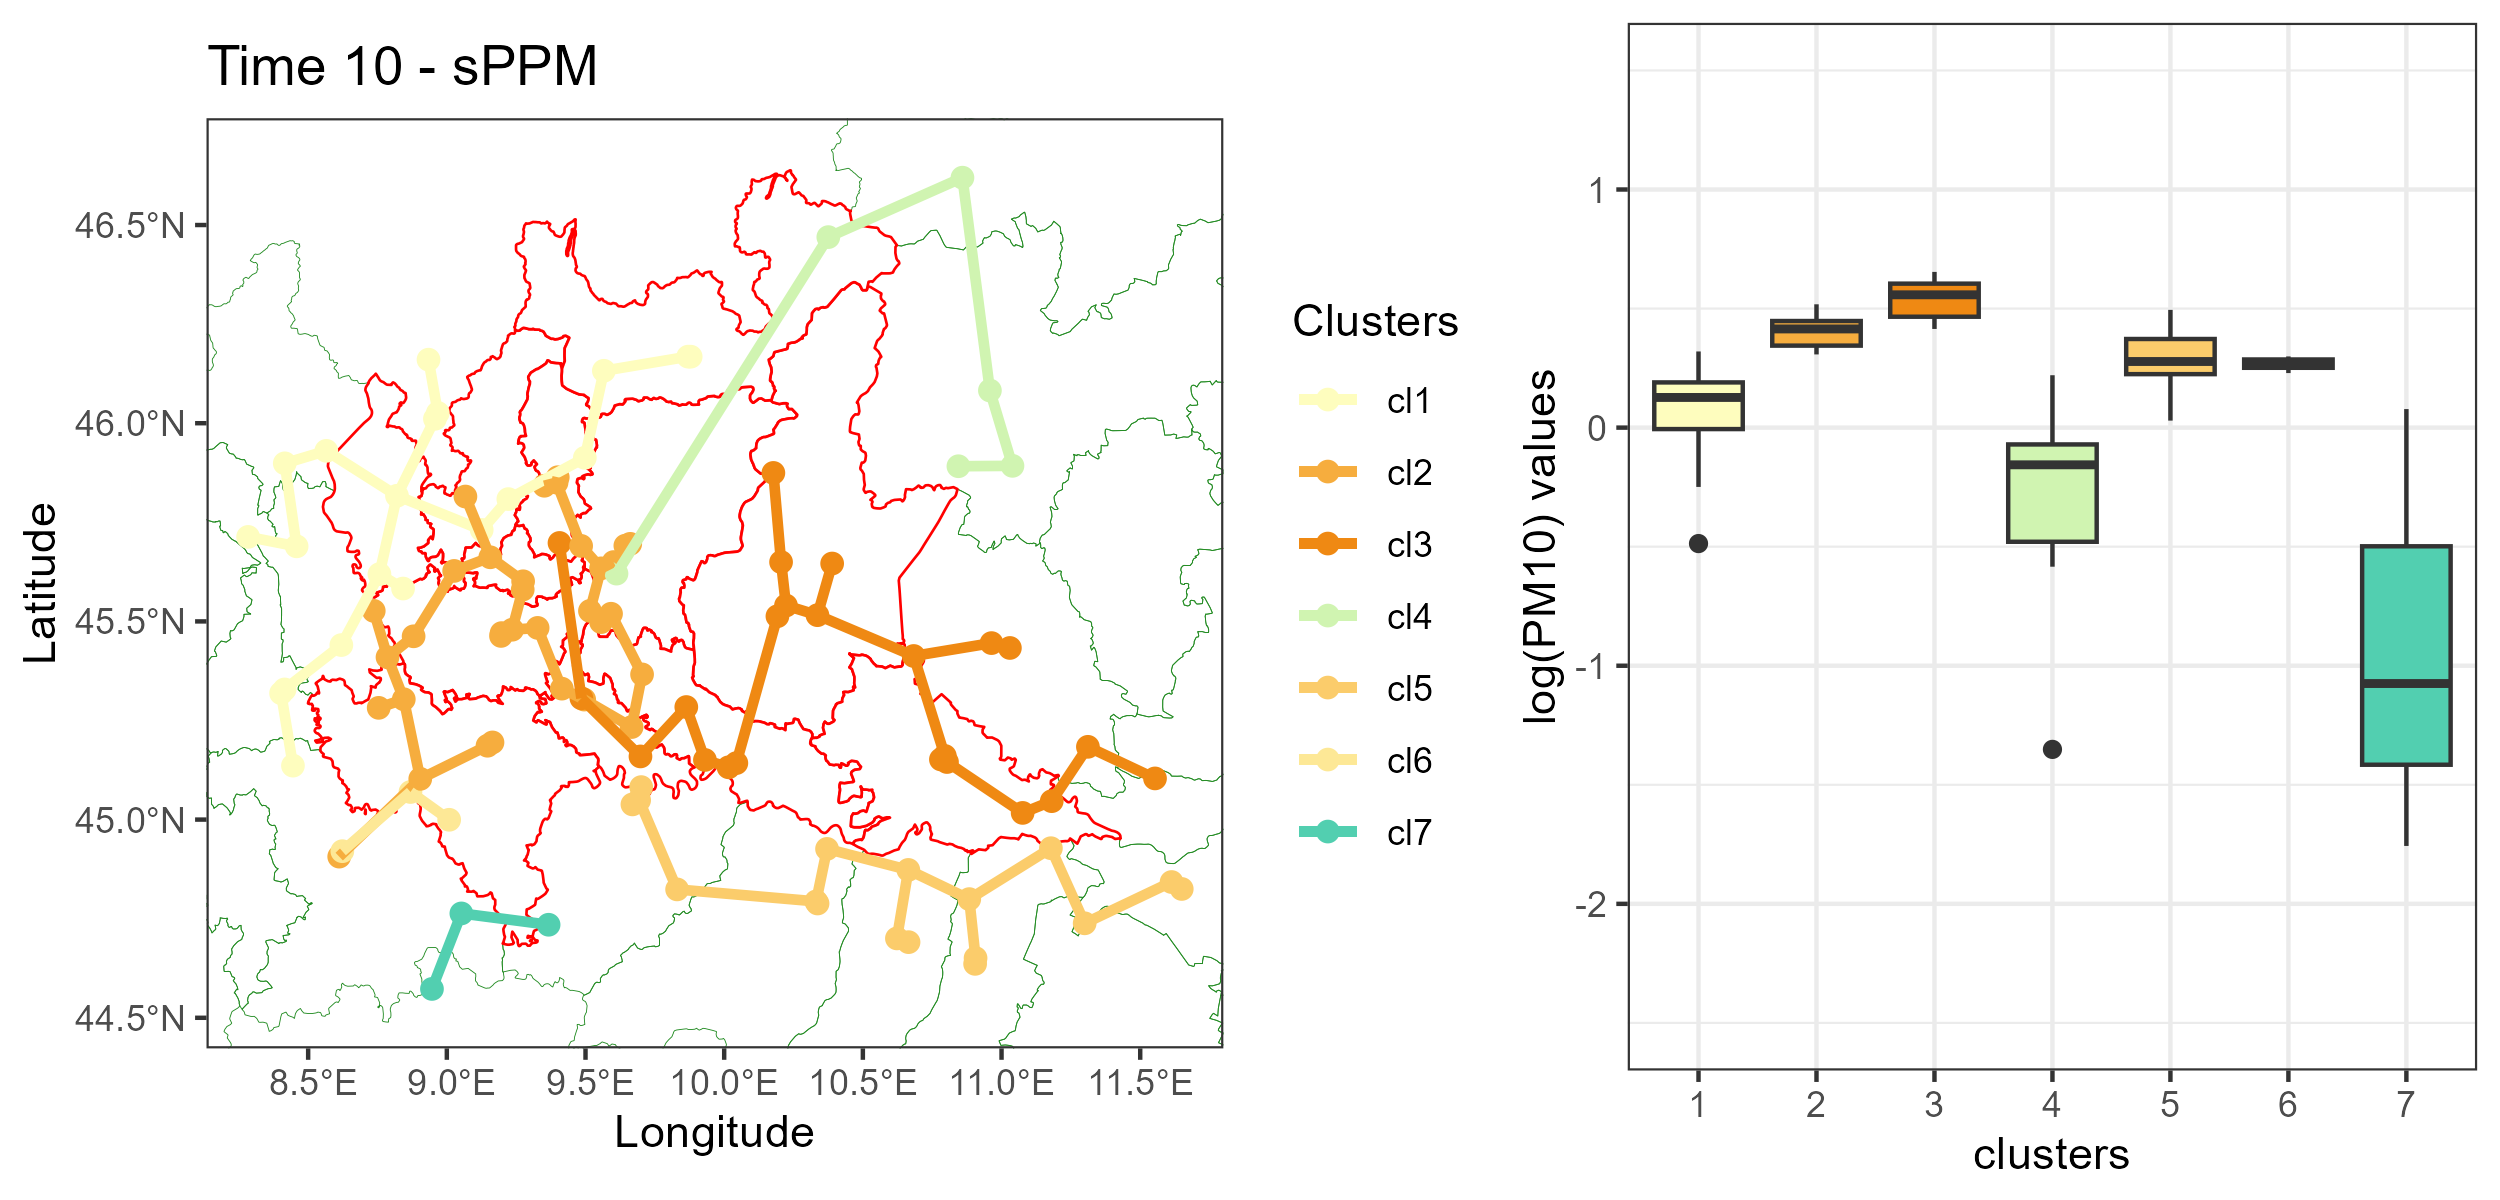 Time 10 - sPPM
46.5°N
46.0°N
45.5°N
45.0°N
44.5°N
Latitude
8.5°E 9.0°E 9.5°E 10.0°E 10.5°E 11.0°E 11.5°E
Longitude
Clusters
cl1
cl2
cl3
cl4
cl5
cl6
cl7
1
0
-1
-2
log(PM10) values
1 2 3 4 5 6 7
clusters